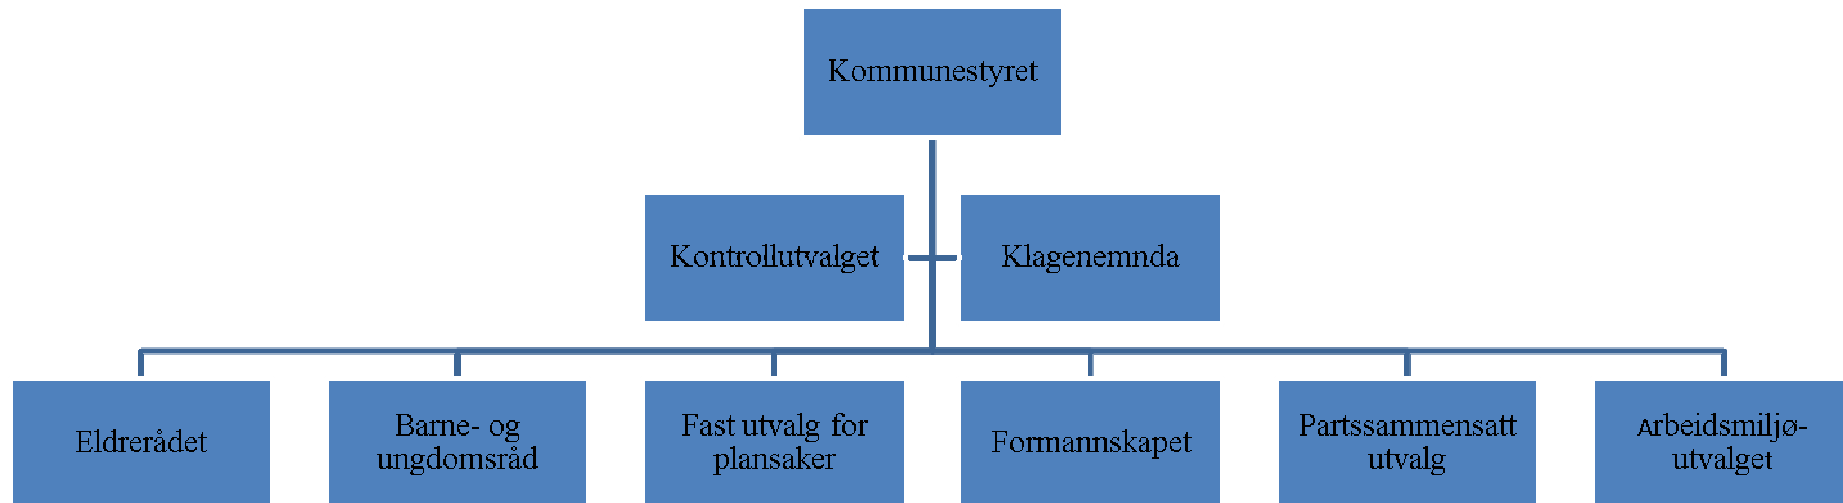 Kommunestyret
Kontrollutvalget
Klagenemnda
Eldrerådet
Barne- og
ungdomsråd
Fast utvalg for
plansaker
Formannskapet
Partssammensatt
utvalg
Arbeidsmiljø-
utvalget